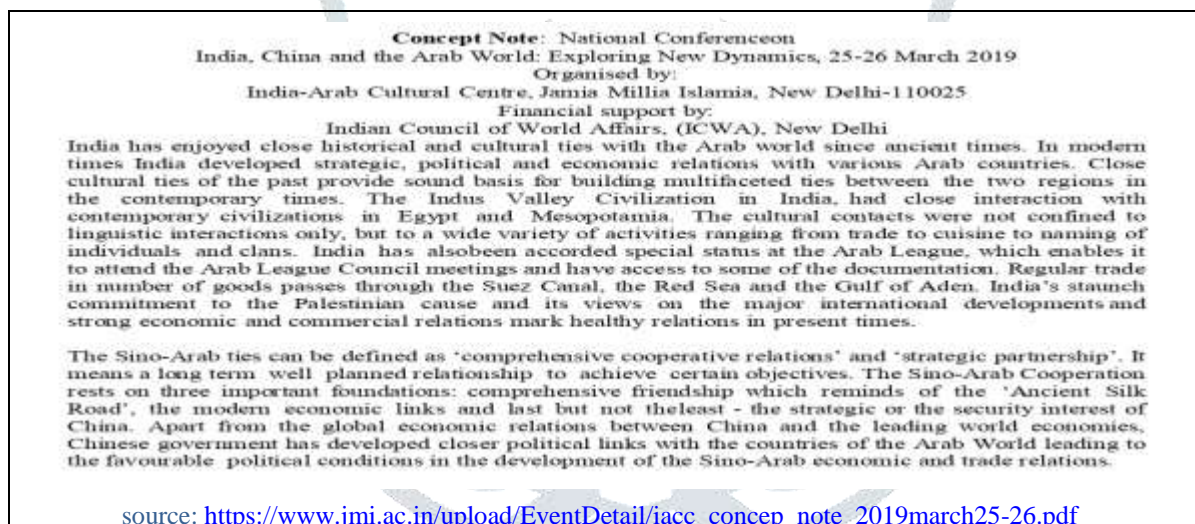 Concept Note: National Conferenceon
India, China and the Arab World: Exploring New Dynamics, 25-26 March 2019
Organised by:
India-Arab Cultural Centre, Jamia Millia Islamia, New Delhi-110025
Financial support by:
Indian Council of World Affairs, (ICWA), New Delhi
India has enjoyed close historical and cultural ties with the Arab world since ancient times. In modern
times India developed strategic, political and economic relations with various Arab countries. Close
cultural ties of the past provide sound basis for building multifaceted ties between the two regions in
the contemporary times. The Indus Valley Civilization in India, had close interaction with
contemporary civilizations in Egypt and Mesopotamia. The cultural contacts were not confined to
linguistic interactions only, but to a wide variety of activities ranging from trade to cuisine to naming of
individuals and clans. India has alsobeen accorded special status at the Arab League, which enables it
to attend the Arab League Council meetings and have access to some of the documentation. Regular trade
in number of goods passes through the Suez Canal, the Red Sea and the Gulf of Aden. India's staunch
commitment to the Palestinian cause and its views on the major international developments and
strong economic and commercial relations mark healthy relations in present times.
The Sino-Arab ties can be defined as 'comprehensive cooperative relations' and 'strategic partnership'. It
means a long term well planned relationship to achieve certain objectives. The Sino-Arab Cooperation
rests on three important foundations: comprehensive friendship which reminds of the 'Ancient Silk
Road', the modern economic links and last but not theleast - the strategic or the security interest of
China. Apart from the global economic relations between China and the leading world economies,
Chinese government has developed closer political links with the countries of the Arab World leading to
the favourable political conditions in the development of the Sino-Arab economic and trade relations.
source: https://www.jmi.ac.in/upload/EventDetail/iacc_concep_note_2019march25-26.pdf